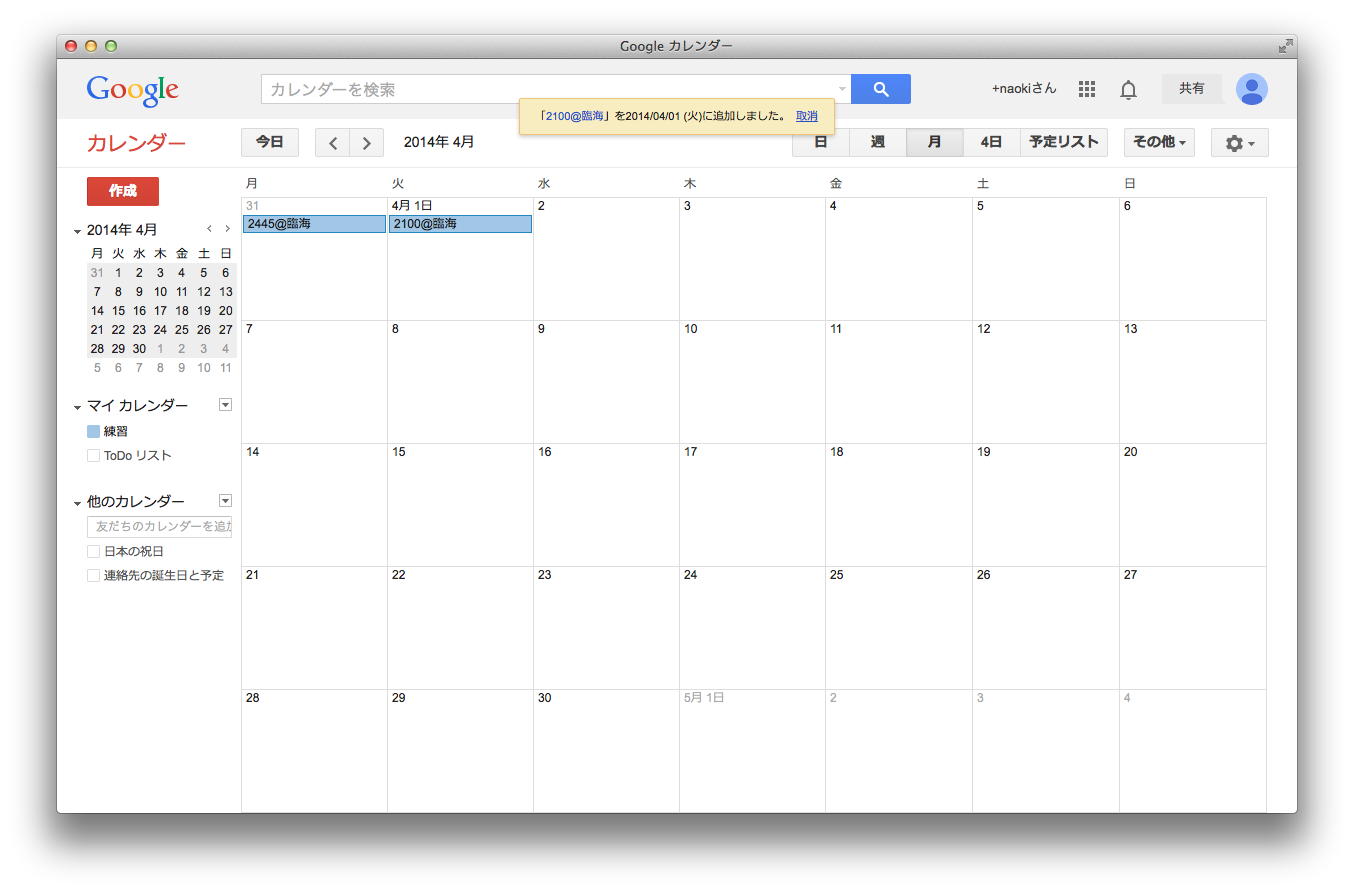 Google カレンダー
Google
カレンダーを検索
+naokiさん
共有
「2100@臨海」を2014/04/01 (火)に追加しました。 取消
カレンダー
今日
2014年 4月
日 週 月 4日 予定リスト
その他
作成
2014年 4月
月 火 水 木 金 土 日
31 1 2 3 4 5 6
7 8 9 10 11 12 13
14 15 16 17 18 19 20
21 22 23 24 25 26 27
28 29 30 1 2 3 4
5 6 7 8 9 10 11
マイ カレンダー
練習
ToDo リスト
他のカレンダー
友だちのカレンダーを追
日本の祝日
連絡先の誕生日と予定
月 火 水 木 金 土 日
31 4月 1日 2 3 4 5 6
2445@臨海 2100@臨海
7 8 9 10 11 12 13
14 15 16 17 18 19 20
21 22 23 24 25 26 27
28 29 30 5月 1日 2 3 4